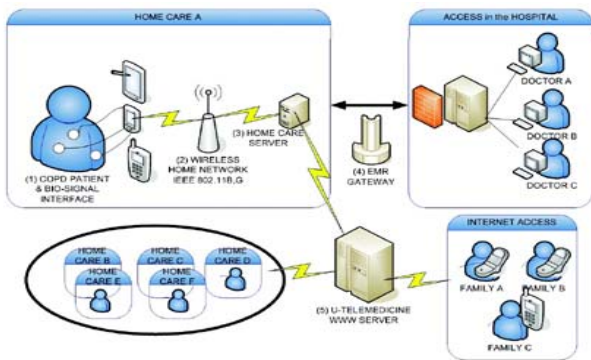 HOME CARE A
ACCESS in the HOSPITAL
DOCTOR A
DOCTOR B
DOCTOR C
(1) COPD PATIENT
& BIO-SIGNAL
INTERFACE
(2) WIRELESS
HOME NETWORK
IEEE 802.11B,G
(3) HOME CARE
SERVER
(4) EMR
GATEWAY
HOME CARE B
HOME CARE C
HOME CARE D
HOME CARE E
HOME CARE F
(5) U-TELEMEDICINE
WWW SERVER
INTERNET ACCESS
FAMILY A
FAMILY B
FAMILY C